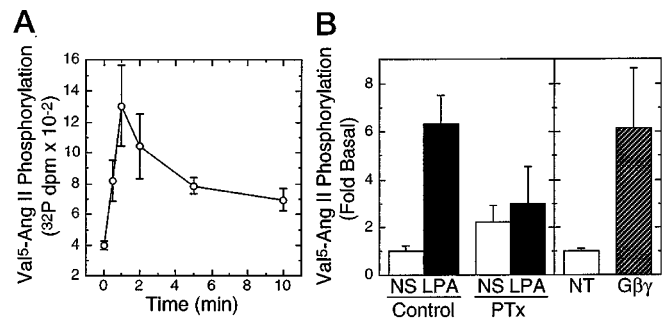 A
Val5-Ang II Phosphorylation
(32P dpm x 10-2)
16
14
12
10
8
6
4
2
0 2 4 6 8 10
Time (min)
B
Val5-Ang II Phosphorylation
(Fold Basal)
8
6
4
2
0
NS LPA NS LPA NT Gβγ
Control PTx